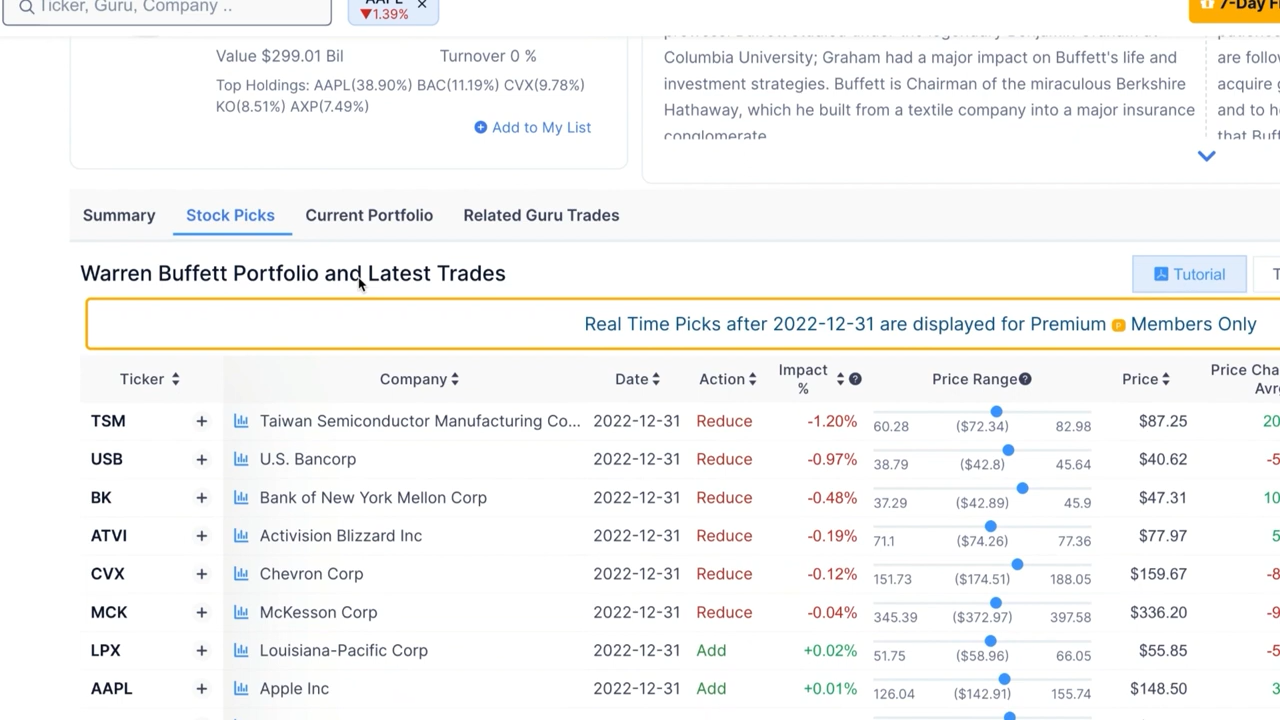 Ticker, Guru, Company ..
AAPL
▼1.39%
7-Day
Value $299.01 Bil
Turnover 0 %
Top Holdings: AAPL(38.90%) BAC(11.19%) CVX(9.78%)
KO(8.51%) AXP(7.49%)
Add to My List
Columbia University; Graham had a major impact on Buffett's life and
investment strategies. Buffett is Chairman of the miraculous Berkshire
Hathaway, which he built from a textile company into a major insurance
conglomerate
are follow
acquire
and to h
that Buf
Summary
Stock Picks
Current Portfolio
Related Guru Trades
Warren Buffett Portfolio and Latest Trades
Tutorial
Real Time Picks after 2022-12-31 are displayed for Premium P Members Only
Ticker Company Date Action Impact % Price Range Price Price Cha
Avr
TSM + Taiwan Semiconductor Manufacturing Co... 2022-12-31 Reduce -1.20% 60.28 ($72.34) 82.98 $87.25 20
USB + U.S. Bancorp 2022-12-31 Reduce -0.97% 38.79 ($42.8) 45.64 $40.62 -5
BK + Bank of New York Mellon Corp 2022-12-31 Reduce -0.48% 37.29 ($42.89) 45.9 $47.31 10
ATVI + Activision Blizzard Inc 2022-12-31 Reduce -0.19% 71.1 ($74.26) 77.36 $77.97 5
CVX + Chevron Corp 2022-12-31 Reduce -0.12% 151.73 ($174.51) 188.05 $159.67 -8
MCK + McKesson Corp 2022-12-31 Reduce -0.04% 345.39 ($372.97) 397.58 $336.20 -9
LPX + Louisiana-Pacific Corp 2022-12-31 Add +0.02% 51.75 ($58.96) 66.05 $55.85 -5
AAPL + Apple Inc 2022-12-31 Add +0.01% 126.04 ($142.91) 155.74 $148.50 3